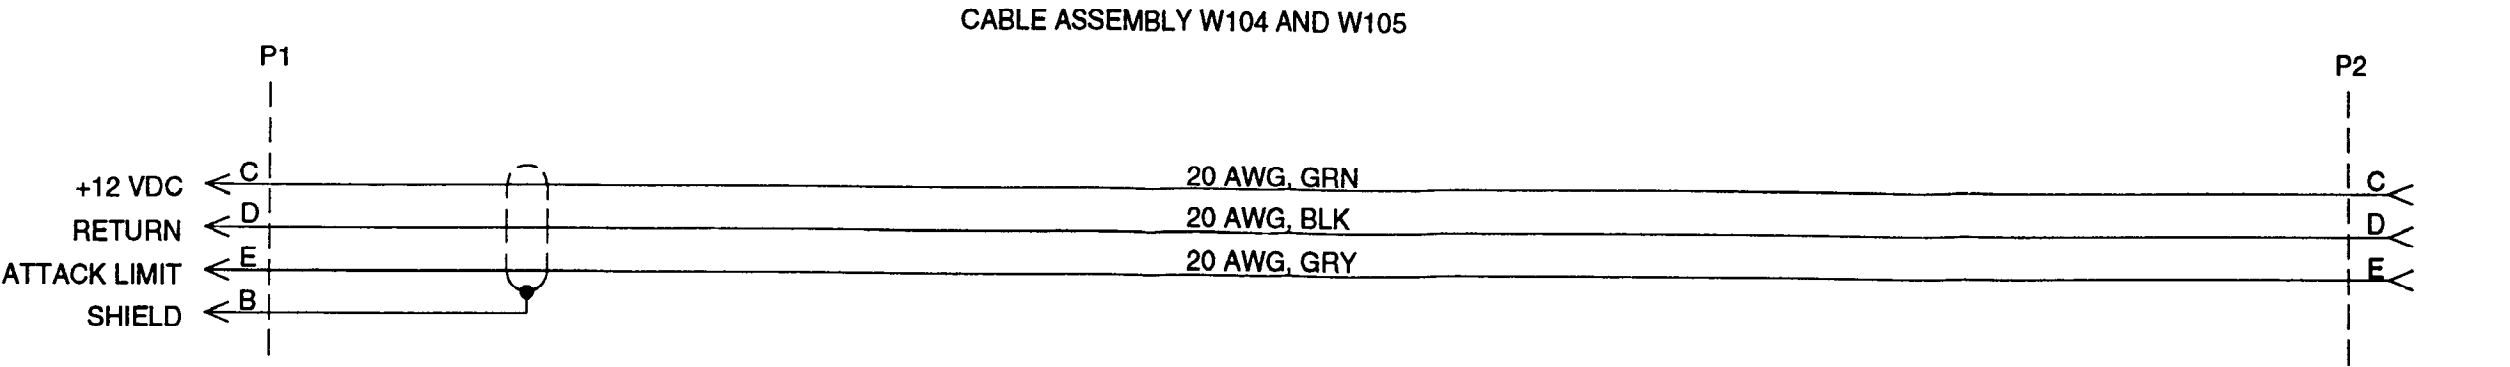 CABLE ASSEMBLY W104 AND W105
P1
P2
+12 VDC C 20 AWG, GRN C
RETURN D 20 AWG, BLK D
ATTACK LIMIT E 20 AWG, GRY E
SHIELD B